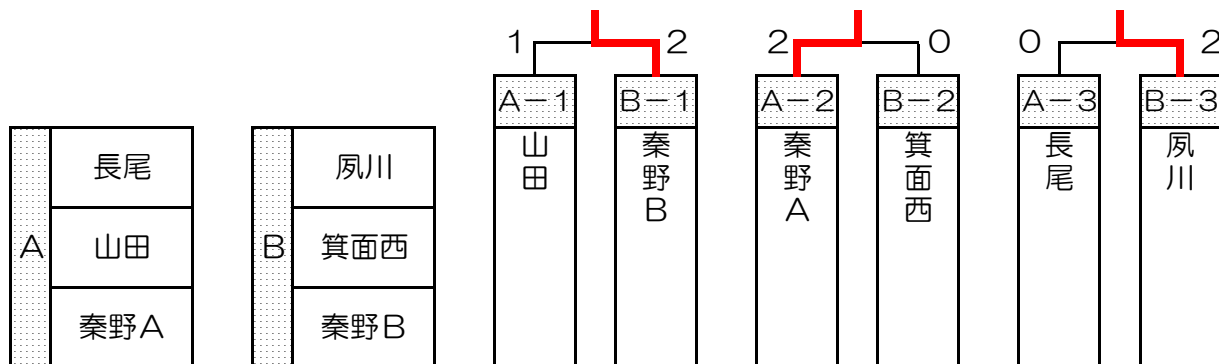 1 2 2 0 0 2
A-1 B-1 A-2 B-2 A-3 B-3
山田 秦野B 秦野A 箕面西 長尾 夙川
長尾 夙川
A 山田 B 箕面西
秦野A 秦野B